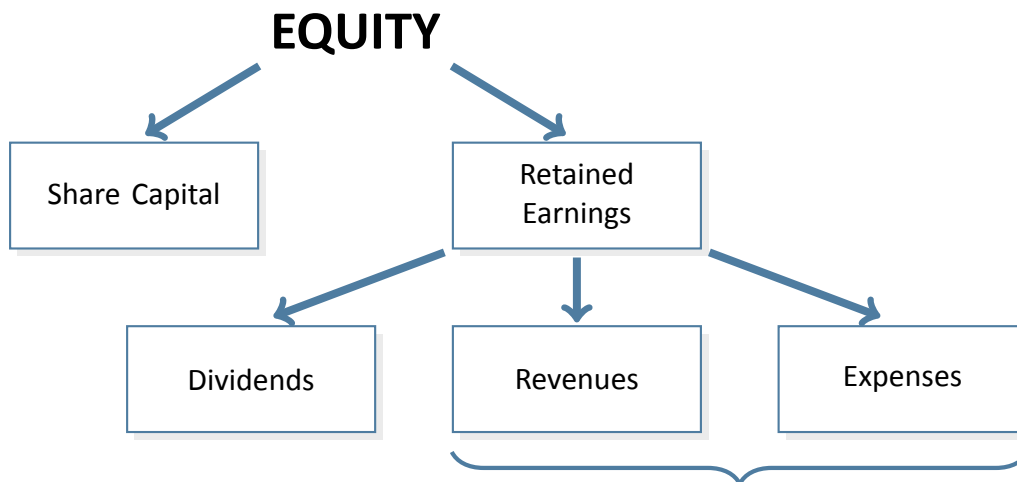 EQUITY
Share Capital
Retained
Earnings
Dividends
Revenues
Expenses